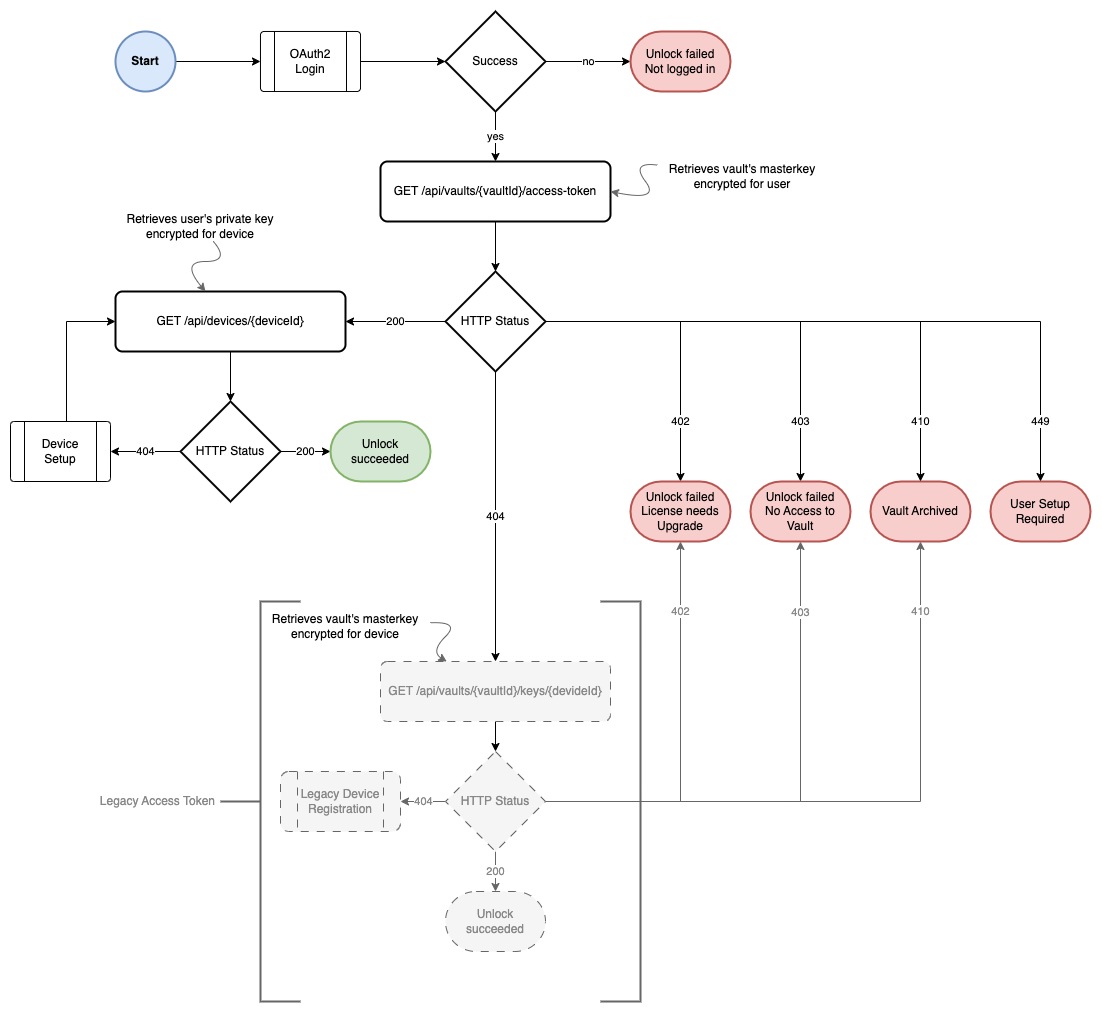 Start
OAuth2
Login
Success
no
Unlock failed
Not logged in
yes
GET /api/vaults/{vaultId}/access-token
Retrieves vault's masterkey
encrypted for user
Retrieves user's private key
encrypted for device
GET /api/devices/{deviceId}
200
HTTP Status
402
403
410
449
Device
Setup
404
HTTP Status
200
Unlock
succeeded
Unlock failed
License needs
Upgrade
Unlock failed
No Access to
Vault
Vault Archived
User Setup
Required
404
402
403
410
Retrieves vault's masterkey
encrypted for device
GET /api/vaults/{vaultId}/keys/{devideId}
Legacy Access Token
Legacy Device
Registration
404
HTTP Status
200
Unlock
succeeded